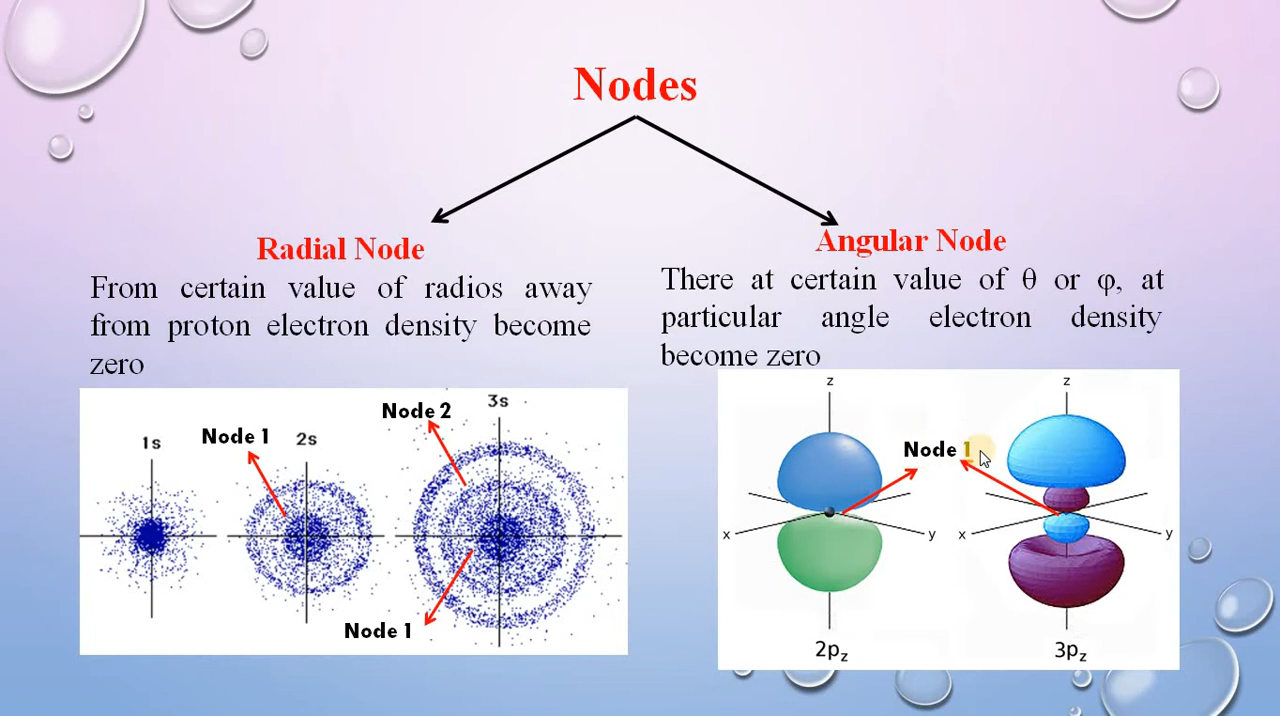 Nodes
Radial Node
From certain value of radios away
from proton electron density become
zero
Angular Node
There at certain value of θ or φ, at
particular angle electron density
become zero
1s
Node 1
2s
Node 2
3s
Node 1
z
z
Node 1
x
y
x
y
2pz
3pz